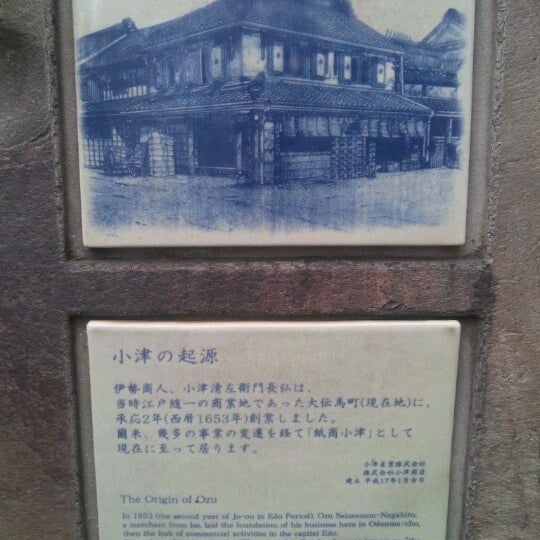 小津の起源
伊勢商人、小津清左衛門長弘は、
当時江戸随一の商業地であった大伝馬町(現在地)に、
承応2年(西暦1653年)創業しました。
爾来、幾多の事業の変遷を経て「紙商小津」として
現在に至って居ります。
小津産業株式会社
株式会社小津商店
建立 平成17年1月吉日
The Origin of Ozu
In 1653 (the second year of Jo-ou in Edo Period), Ozu Seizaemon-Nagahiro,
a merchant from Ise, laid the foundation of his business here in Odenma-cho,
then the hub of commercial activities in the capital Edo.